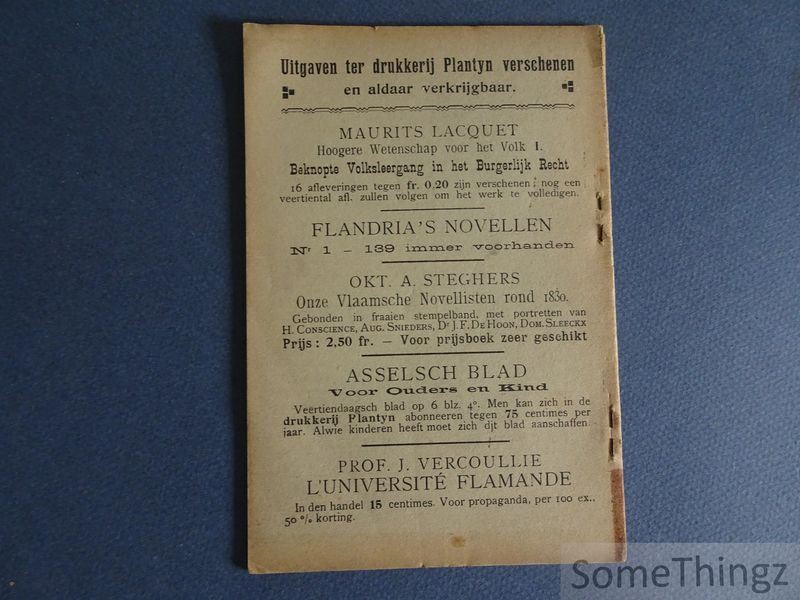 Uitgaven ter drukkerij Plantyn verschenen
en aldaar verkrijgbaar.
MAURITS LACQUET
Hoogere Wetenschap voor het Volk I.
Beknopte Volksleergang in het Burgerlijk Recht
16 afleveringen tegen fr. 0.20 zijn verschenen; nog een
veertiental afl. zullen volgen om het werk te volledigen.
FLANDRIA'S NOVELLEN
Nr 1 – 139 immer voorhanden
OKT. A. STEGHERS
Onze Vlaamsche Novellisten rond 1830.
Gebonden in fraaien stempelband, met portretten van
H. CONSCIENCE, AUG. SNIEDERS, Dr J. F. DE HOON, DOM. SLEECKX
Prijs : 2,50 fr. — Voor prijsboek zeer geschikt
ASSELSCH BLAD
Voor Ouders en Kind
Veertiendaagsch blad op 6 blz. 4°. Men kan zich in de
drukkerij Plantyn abonneeren tegen 75 centimes per
jaar. Alwie kinderen heeft moet zich dit blad aanschaffen.
PROF. J. VERCOULLIE
L'UNIVERSITÉ FLAMANDE
In den handel 15 centimes. Voor propaganda, per 100 ex.,
50 % korting.
SomeThingz